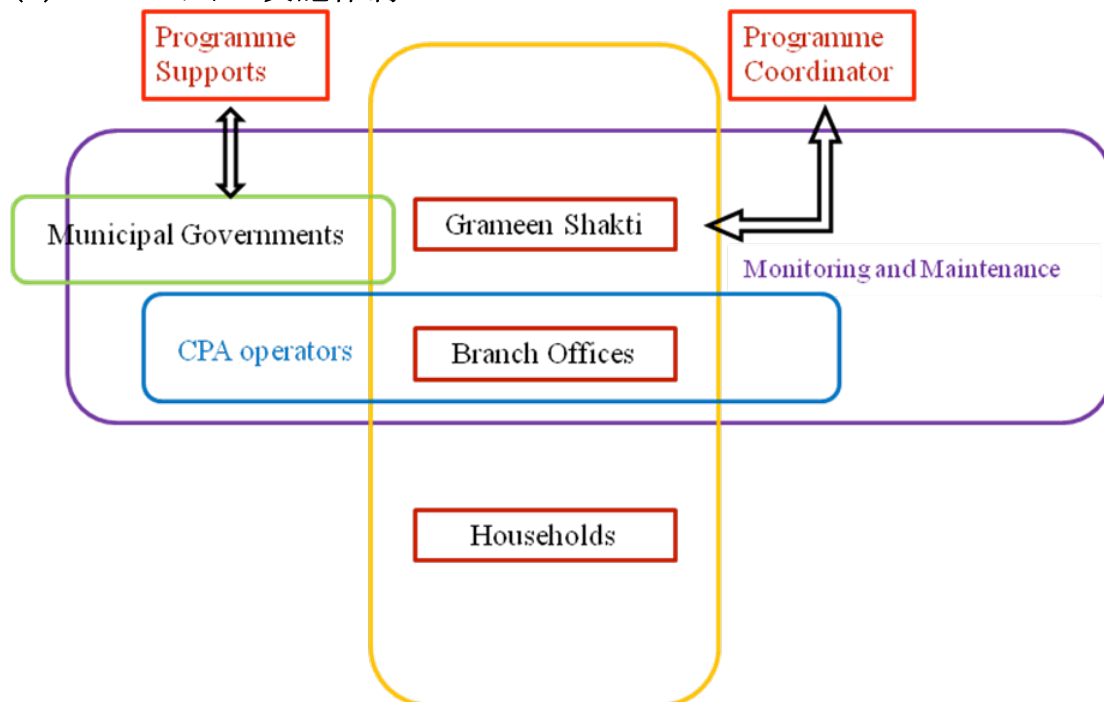 Programme
Supports
Programme
Coordinator
Municipal Governments
Grameen Shakti
Monitoring and Maintenance
CPA operators
Branch Offices
Households